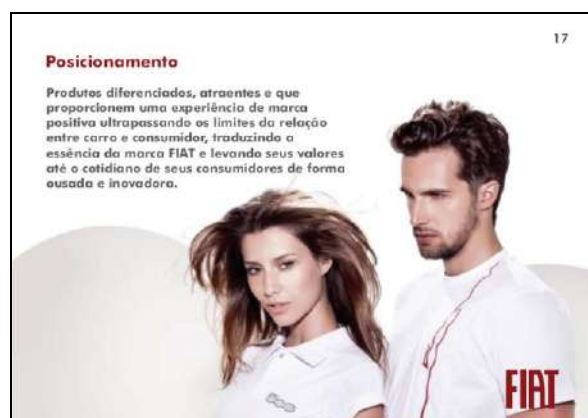 17
Posicionamento
Produtos diferenciados, atraentes e que
proporcionem uma experiência de marca
positiva ultrapassando os limites da relação
entre carro e consumidor, traduzindo a
essência da marca FIAT e levando seus valores
até o cotidiano de seus consumidores de forma
ousada e inovadora.
FIAT